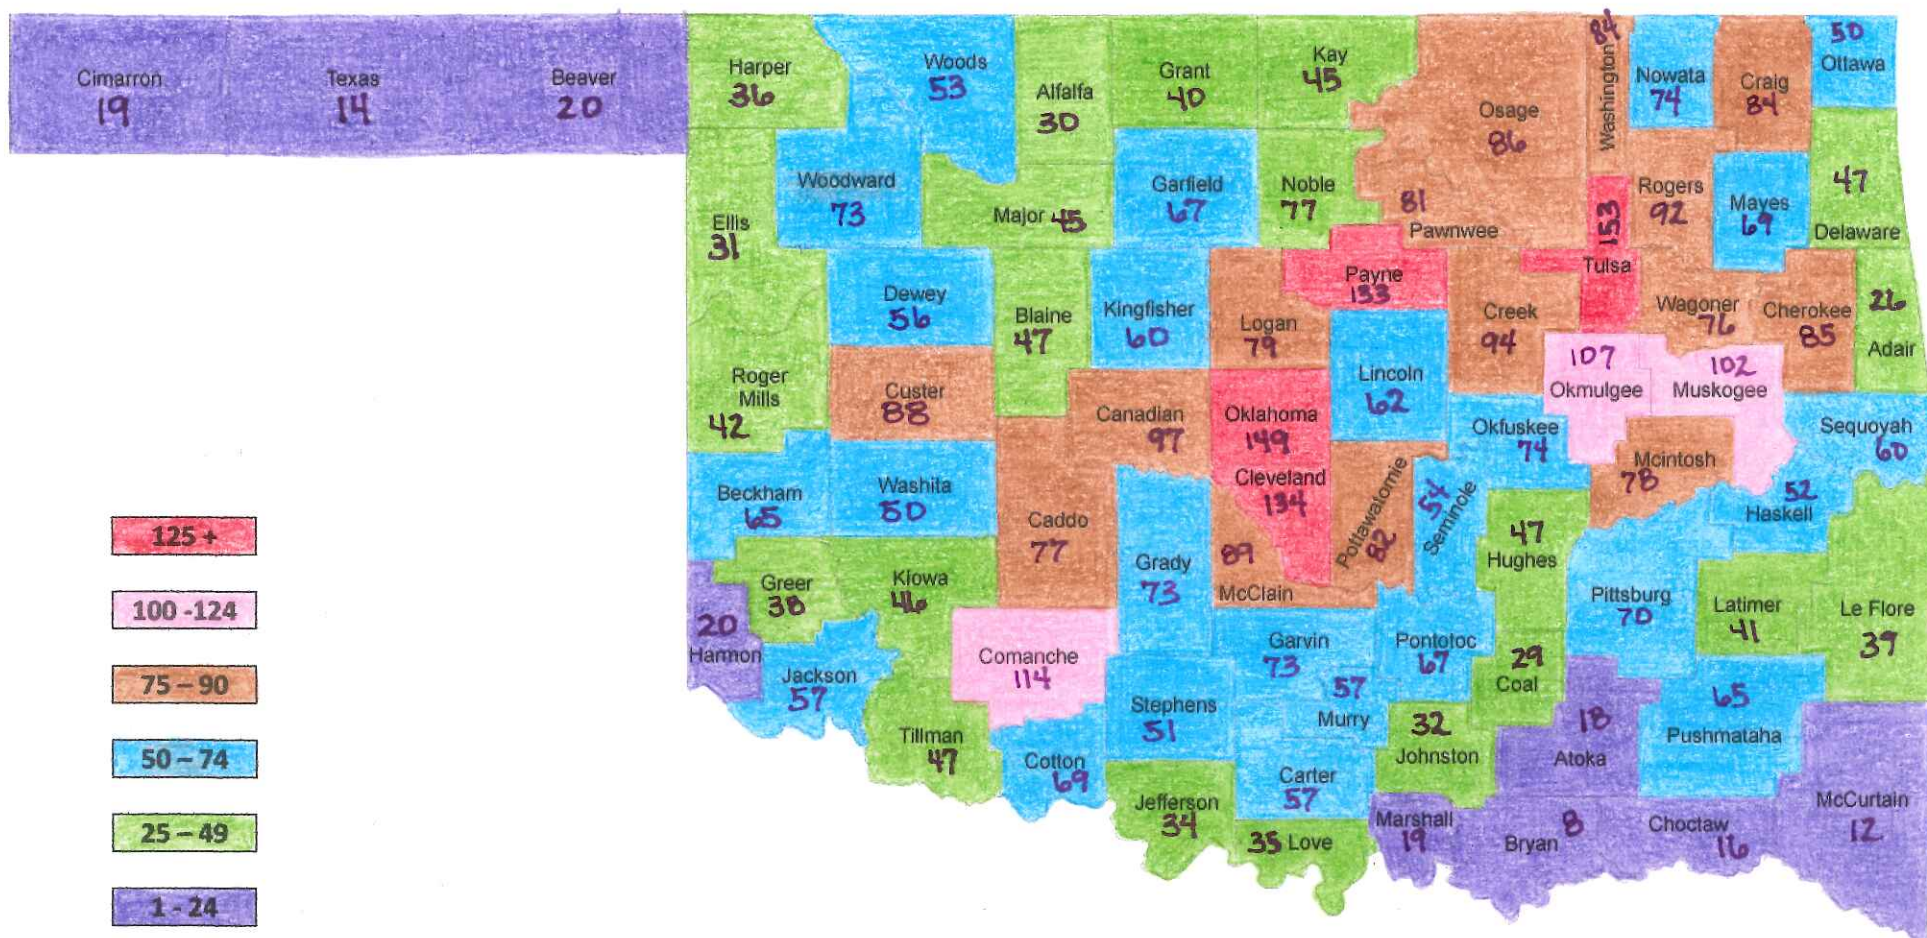 Cimarron
19
Texas
14
Beaver
20
Harper
36
Woods
53
Alfalfa
30
Grant
40
Kay
45
Osage
86
Washington
84
Nowata
74
Craig
84
50
Ottawa
Ellis
31
Woodward
73
Major 45
Garfield
67
Noble
77
81
Pawnwee
153
Tulsa
Rogers
92
Mayes
69
47
Delaware
Dewey
56
Blaine
47
Kingfisher
60
Logan
79
Payne
133
Creek
94
Wagoner
76
Cherokee
85
26
Adair
Roger
Mills
42
Custer
88
Canadian
97
Oklahoma
149
Lincoln
62
107
Okmulgee
102
Muskogee
Okfuskee
74
Sequoyah
60
Beckham
65
Washita
50
Caddo
77
Grady
73
Cleveland
134
89
McClain
Pottawatomie
82
54
Seminole
47
Hughes
Mcintosh
78
52
Haskell
Greer
38
Kiowa
46
20
Harmon
Jackson
57
Comanche
114
Garvin
73
57
Murry
Pontotoc
67
29
Coal
Pittsburg
70
Latimer
41
Le Flore
39
Tillman
47
Cotton
69
Stephens
51
Carter
57
32
Johnston
18
Atoka
65
Pushmataha
Jefferson
34
35 Love
Marshall
19
Bryan 8
Choctaw
16
McCurtain
12
125 +
100 -124
75 – 90
50 – 74
25 – 49
1 - 24